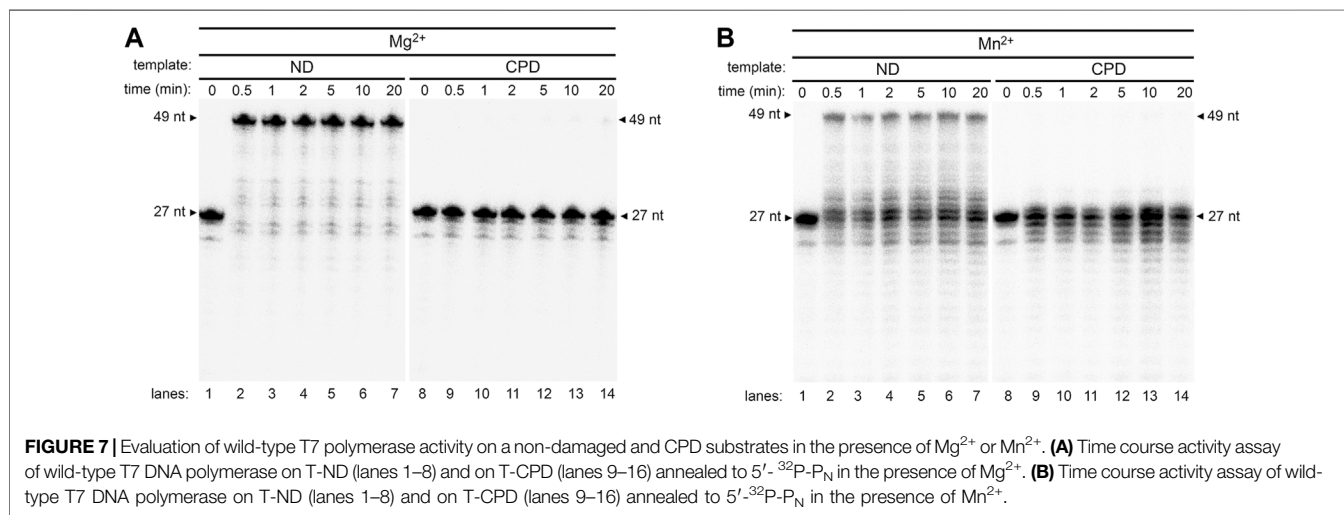 A
Mg2+
template: ND CPD
time (min): 0 0.5 1 2 5 10 20 0 0.5 1 2 5 10 20
49 nt ▸ ◂ 49 nt
27 nt ▸ ◂ 27 nt
lanes: 1 2 3 4 5 6 7 8 9 10 11 12 13 14
B
Mn2+
template: ND CPD
time (min): 0 0.5 1 2 5 10 20 0 0.5 1 2 5 10 20
49 nt ▸ ◂ 49 nt
27 nt ▸ ◂ 27 nt
lanes: 1 2 3 4 5 6 7 8 9 10 11 12 13 14
FIGURE 7 | Evaluation of wild-type T7 polymerase activity on a non-damaged and CPD substrates in the presence of Mg2+ or Mn2+. (A) Time course activity assay
of wild-type T7 DNA polymerase on T-ND (lanes 1–8) and on T-CPD (lanes 9–16) annealed to 5′- 32P-PN in the presence of Mg2+. (B) Time course activity assay of wild-
type T7 DNA polymerase on T-ND (lanes 1–8) and on T-CPD (lanes 9–16) annealed to 5′-32P-PN in the presence of Mn2+.